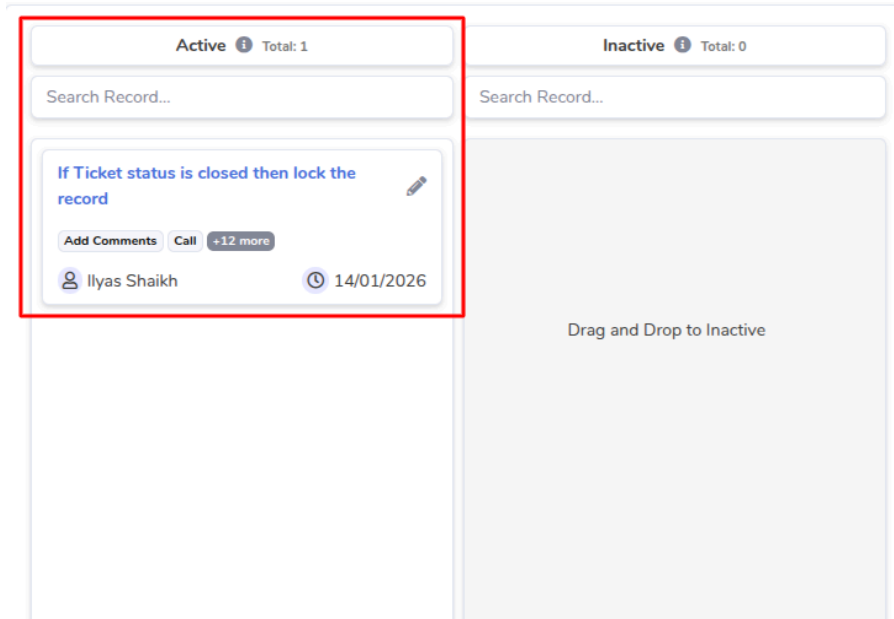 Active Total: 1
Search Record...
If Ticket status is closed then lock the
record
Add Comments Call +12 more
Ilyas Shaikh 14/01/2026
Inactive Total: 0
Search Record...
Drag and Drop to Inactive